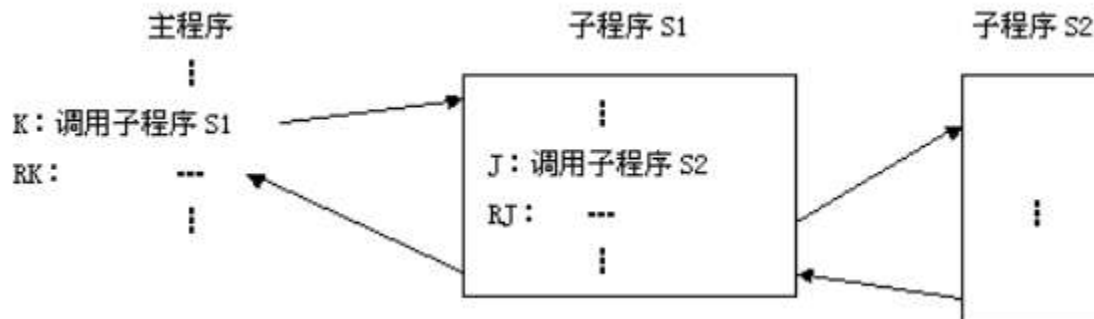 主程序
子程序 S1
子程序 S2
K：调用子程序 S1
RK： ---
J：调用子程序 S2
RJ： ---